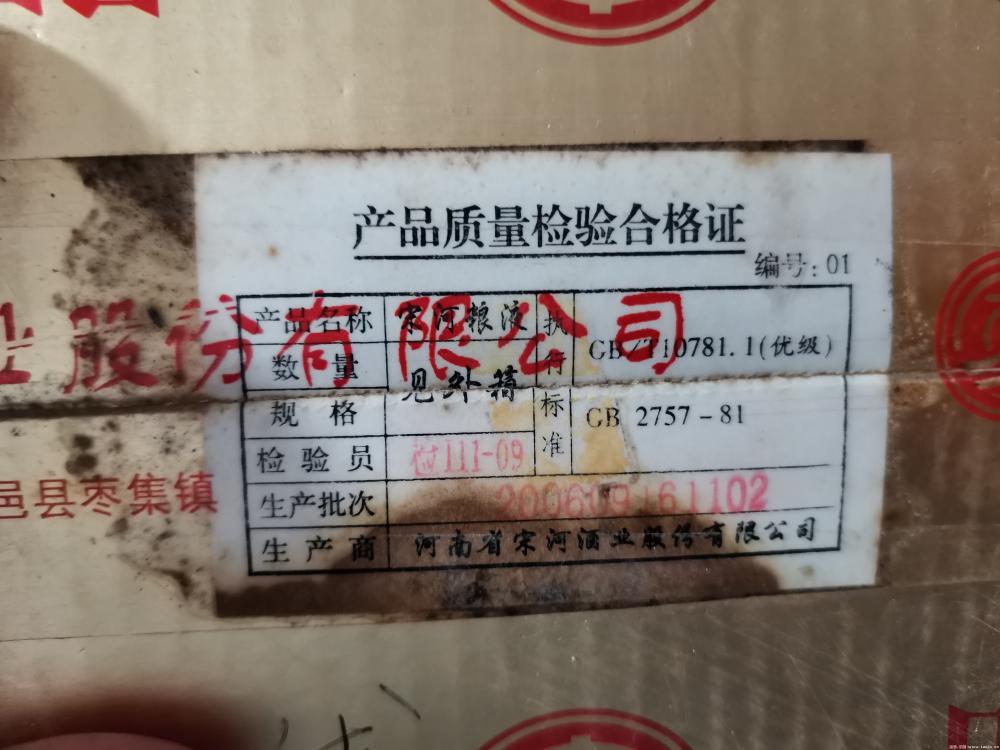 产品质量检验合格证
编号：01
产品名称 宋河粮液 执行标准 GB/T10781.1(优级)
业股份有限公司
数量 见外箱
规格 GB 2757-81
检验员 检111-09
邑县枣集镇
生产批次 200609161102
生产商 河南省宋河酒业股份有限公司